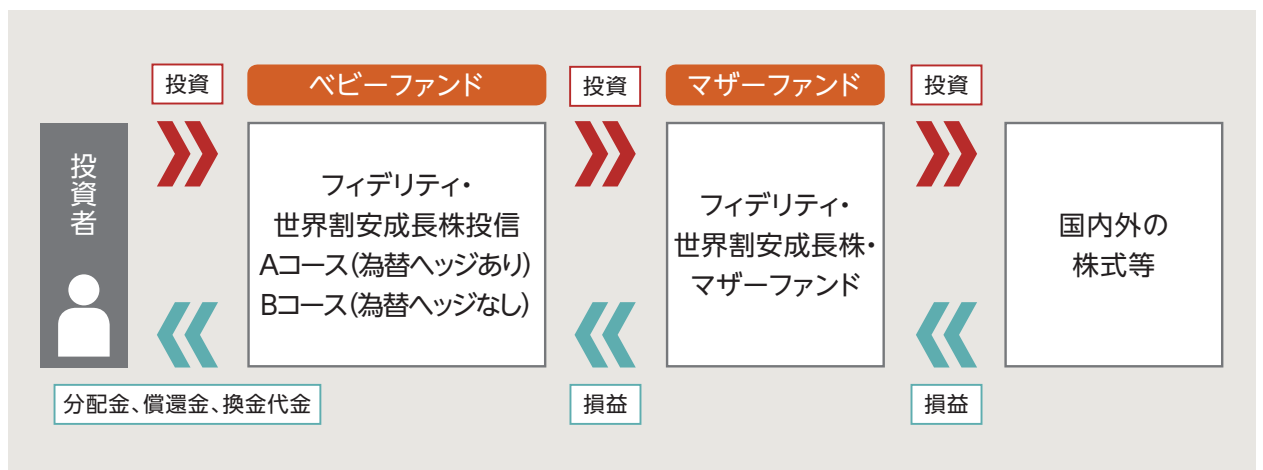 投資
ベビーファンド
投資
マザーファンド
投資
投資者
フィデリティ・
世界割安成長株投信
Aコース(為替ヘッジあり)
Bコース(為替ヘッジなし)
フィデリティ・
世界割安成長株・
マザーファンド
国内外の
株式等
分配金、償還金、換金代金
損益
損益